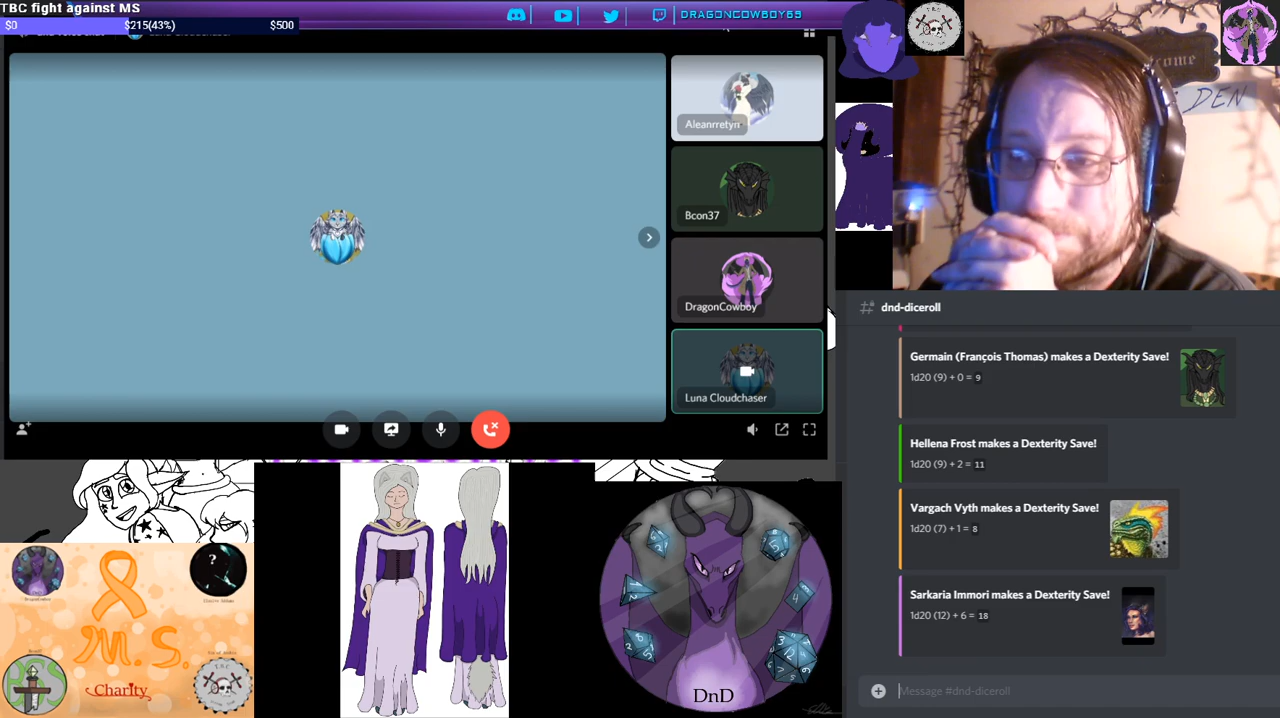 TBC fight against MS
$0 $215(43%) $500
DRAGONCOWBOY69
come
DEN
Aleanrretyn
Bcon37
DragonCowboy
Luna Cloudchaser
dnd-diceroll
Germain (François Thomas) makes a Dexterity Save!
1d20 (9) + 0 = 9
Hellena Frost makes a Dexterity Save!
1d20 (9) + 2 = 11
Vargach Vyth makes a Dexterity Save!
1d20 (7) + 1 = 8
Sarkaria Immori makes a Dexterity Save!
1d20 (12) + 6 = 18
Message #dnd-diceroll
?
M.S.
Charity
TBC
DnD